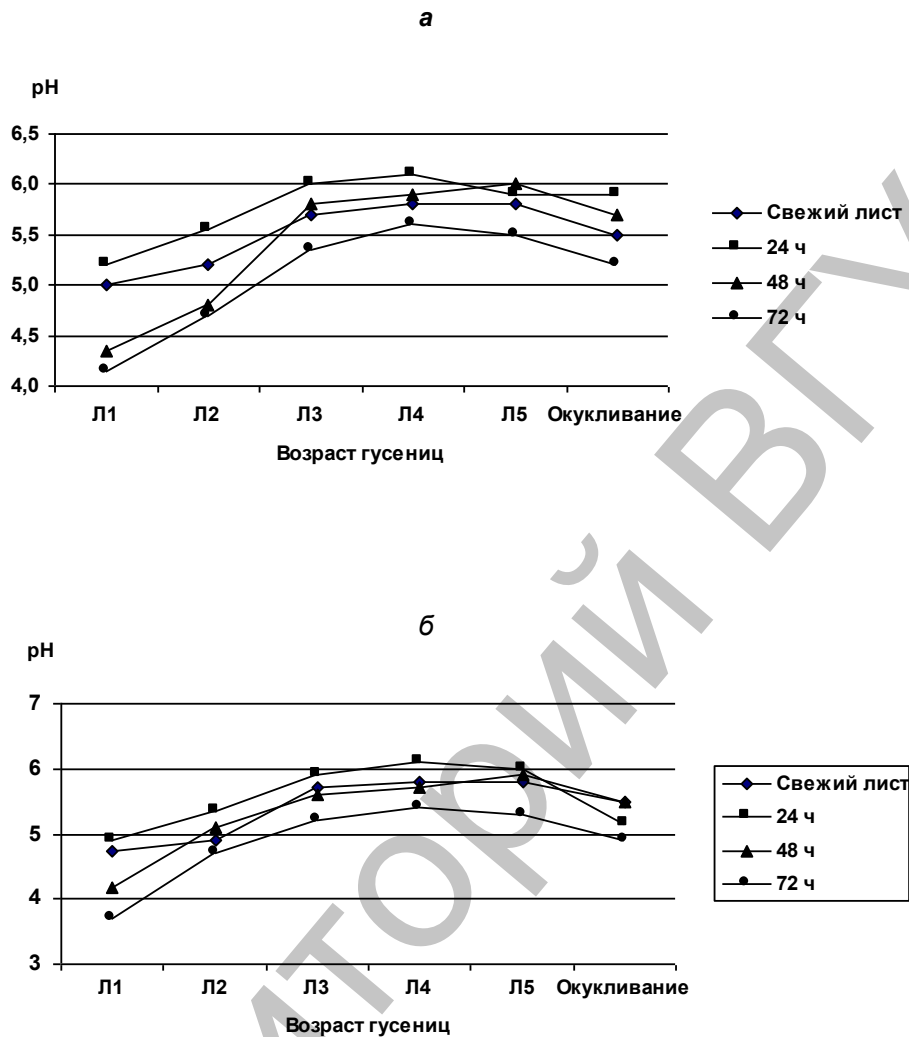 а
pH
6,5
6,0
5,5
5,0
4,5
4,0
Л1 Л2 Л3 Л4 Л5 Окукливание
Возраст гусениц
Свежий лист
24 ч
48 ч
72 ч
б
pH
7
6
5
4
3
Л1 Л2 Л3 Л4 Л5 Окукливание
Возраст гусениц
Свежий лист
24 ч
48 ч
72 ч
иторий ВГУ